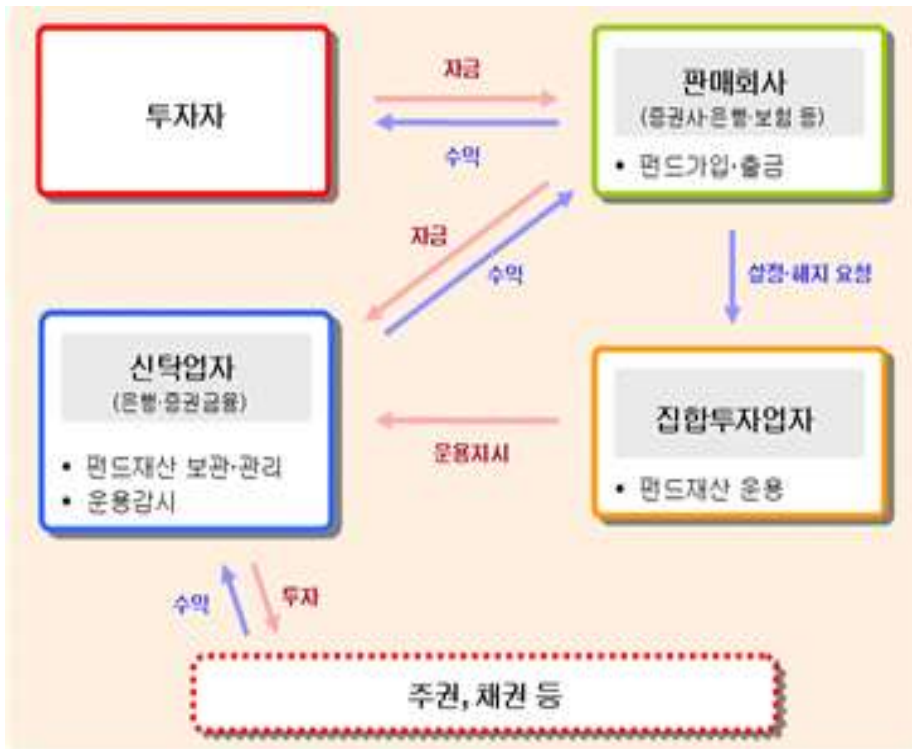 투자자
자금
수익
판매회사
(증권사·은행·보험 등)
• 펀드가입·출금
자금
수익
설정·해지 요청
신탁업자
(은행·증권금융)
• 펀드재산 보관·관리
• 운용감시
운용지시
집합투자업자
• 펀드재산 운용
수익
투자
주권, 채권 등